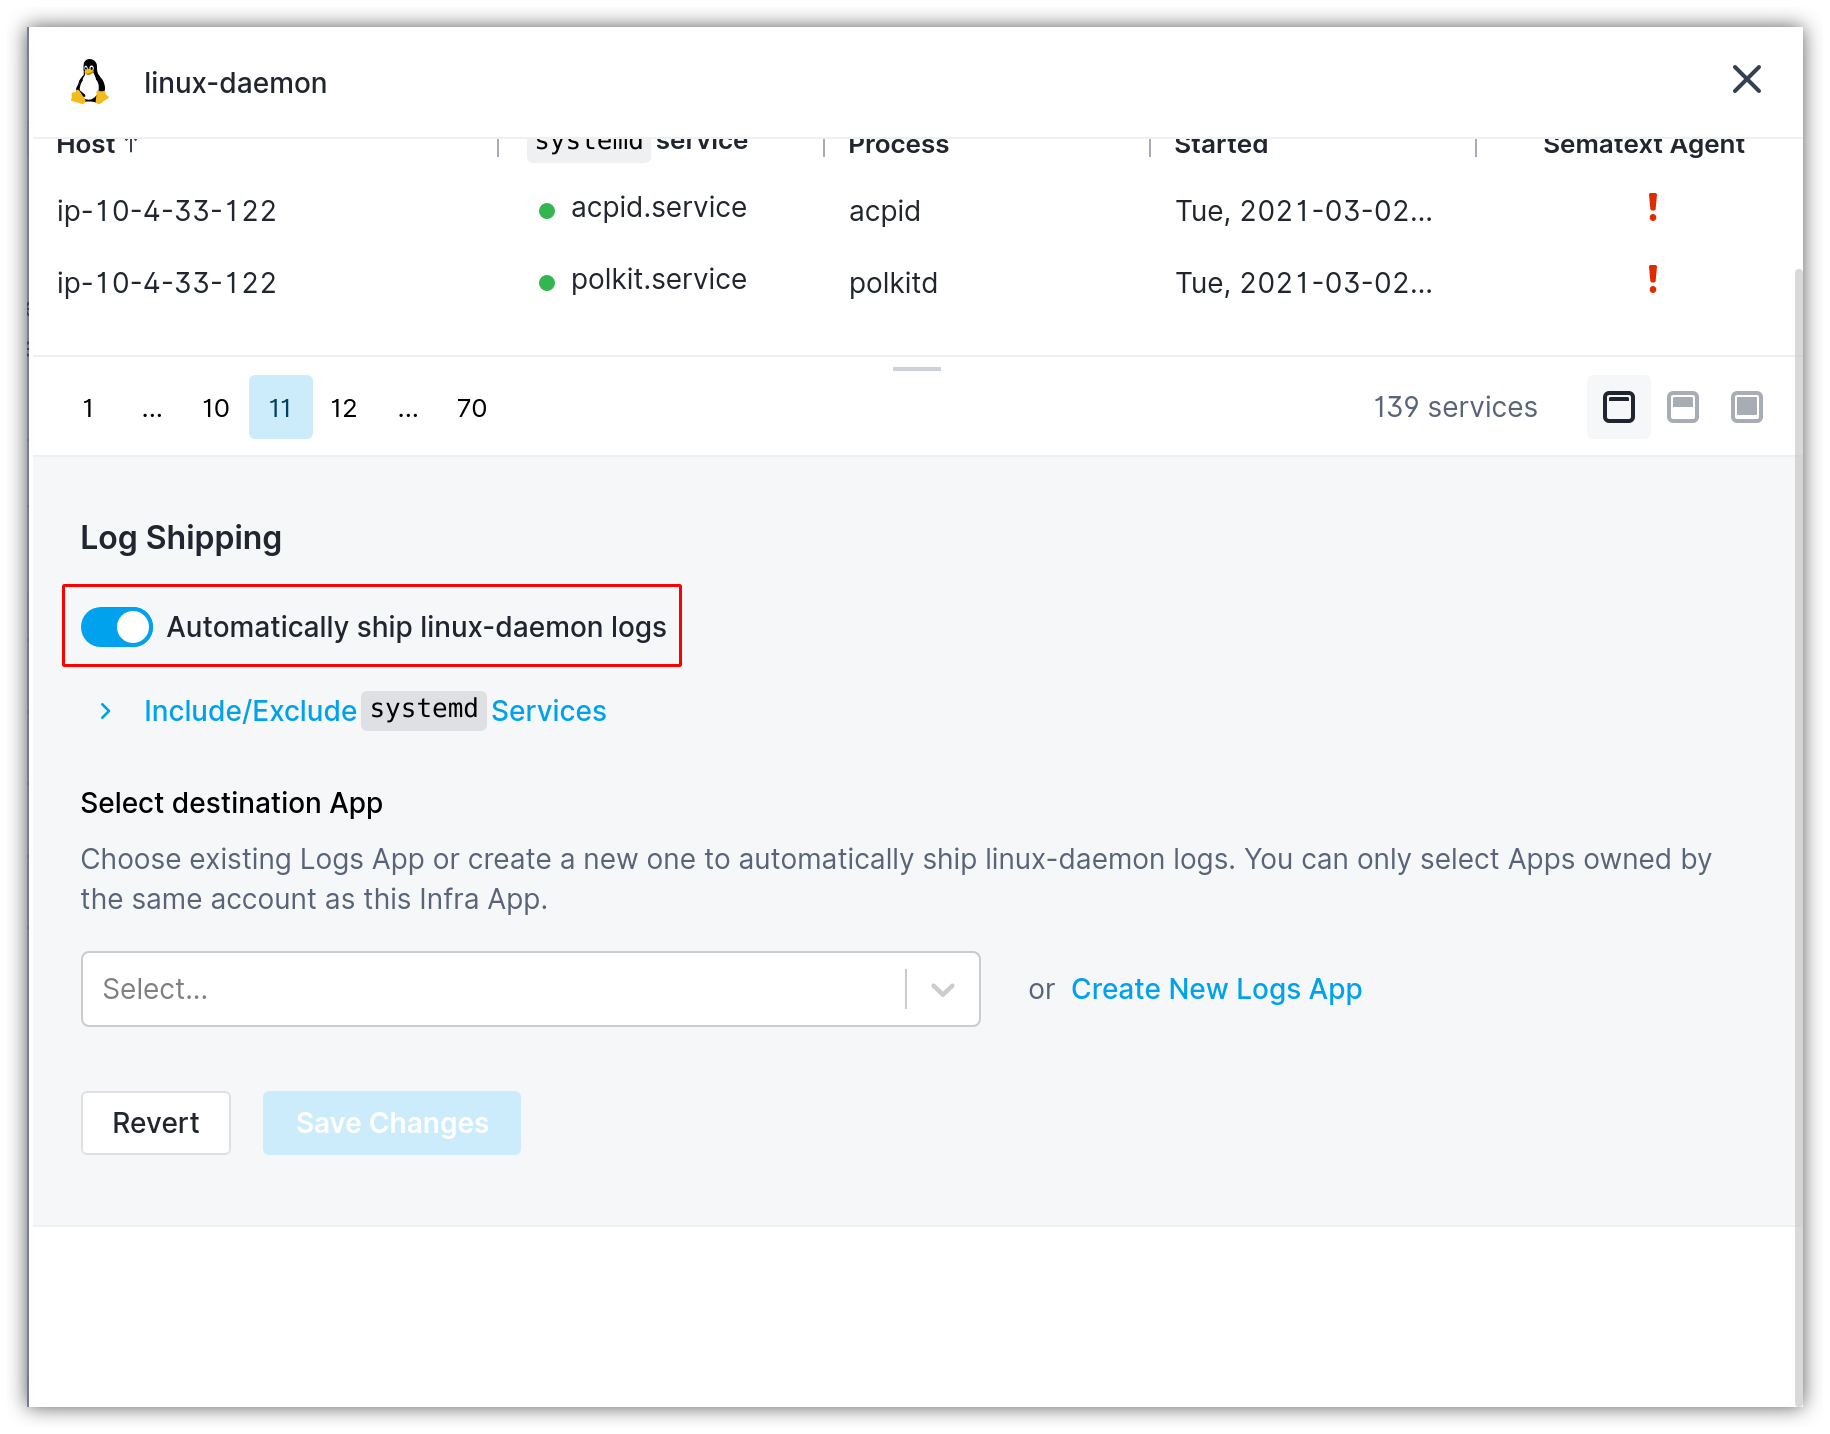 linux-daemon
Host ↑ systemd service Process Started Sematext Agent
ip-10-4-33-122 acpid.service acpid Tue, 2021-03-02...
ip-10-4-33-122 polkit.service polkitd Tue, 2021-03-02...
1 ... 10 11 12 ... 70 139 services
Log Shipping
Automatically ship linux-daemon logs
Include/Exclude systemd Services
Select destination App
Choose existing Logs App or create a new one to automatically ship linux-daemon logs. You can only select Apps owned by
the same account as this Infra App.
Select... or Create New Logs App
Revert Save Changes